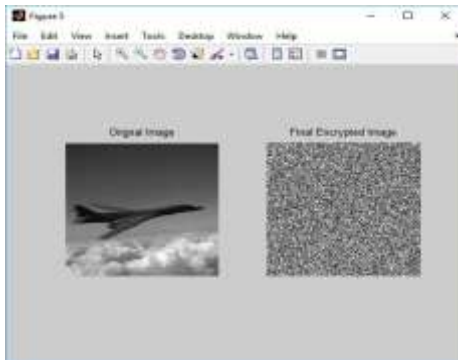 Figure 5
File Edit View Insert Tools Desktop Window Help
Original Image Final Encrypted Image